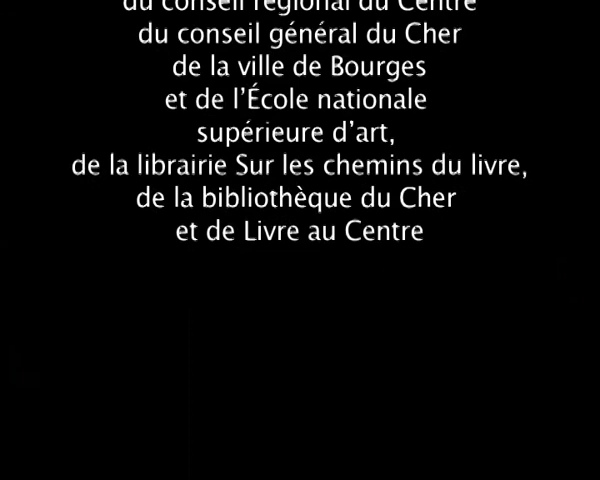 du conseil régional du Centre
du conseil général du Cher
de la ville de Bourges
et de l’École nationale
supérieure d’art,
de la librairie Sur les chemins du livre,
de la bibliothèque du Cher
et de Livre au Centre